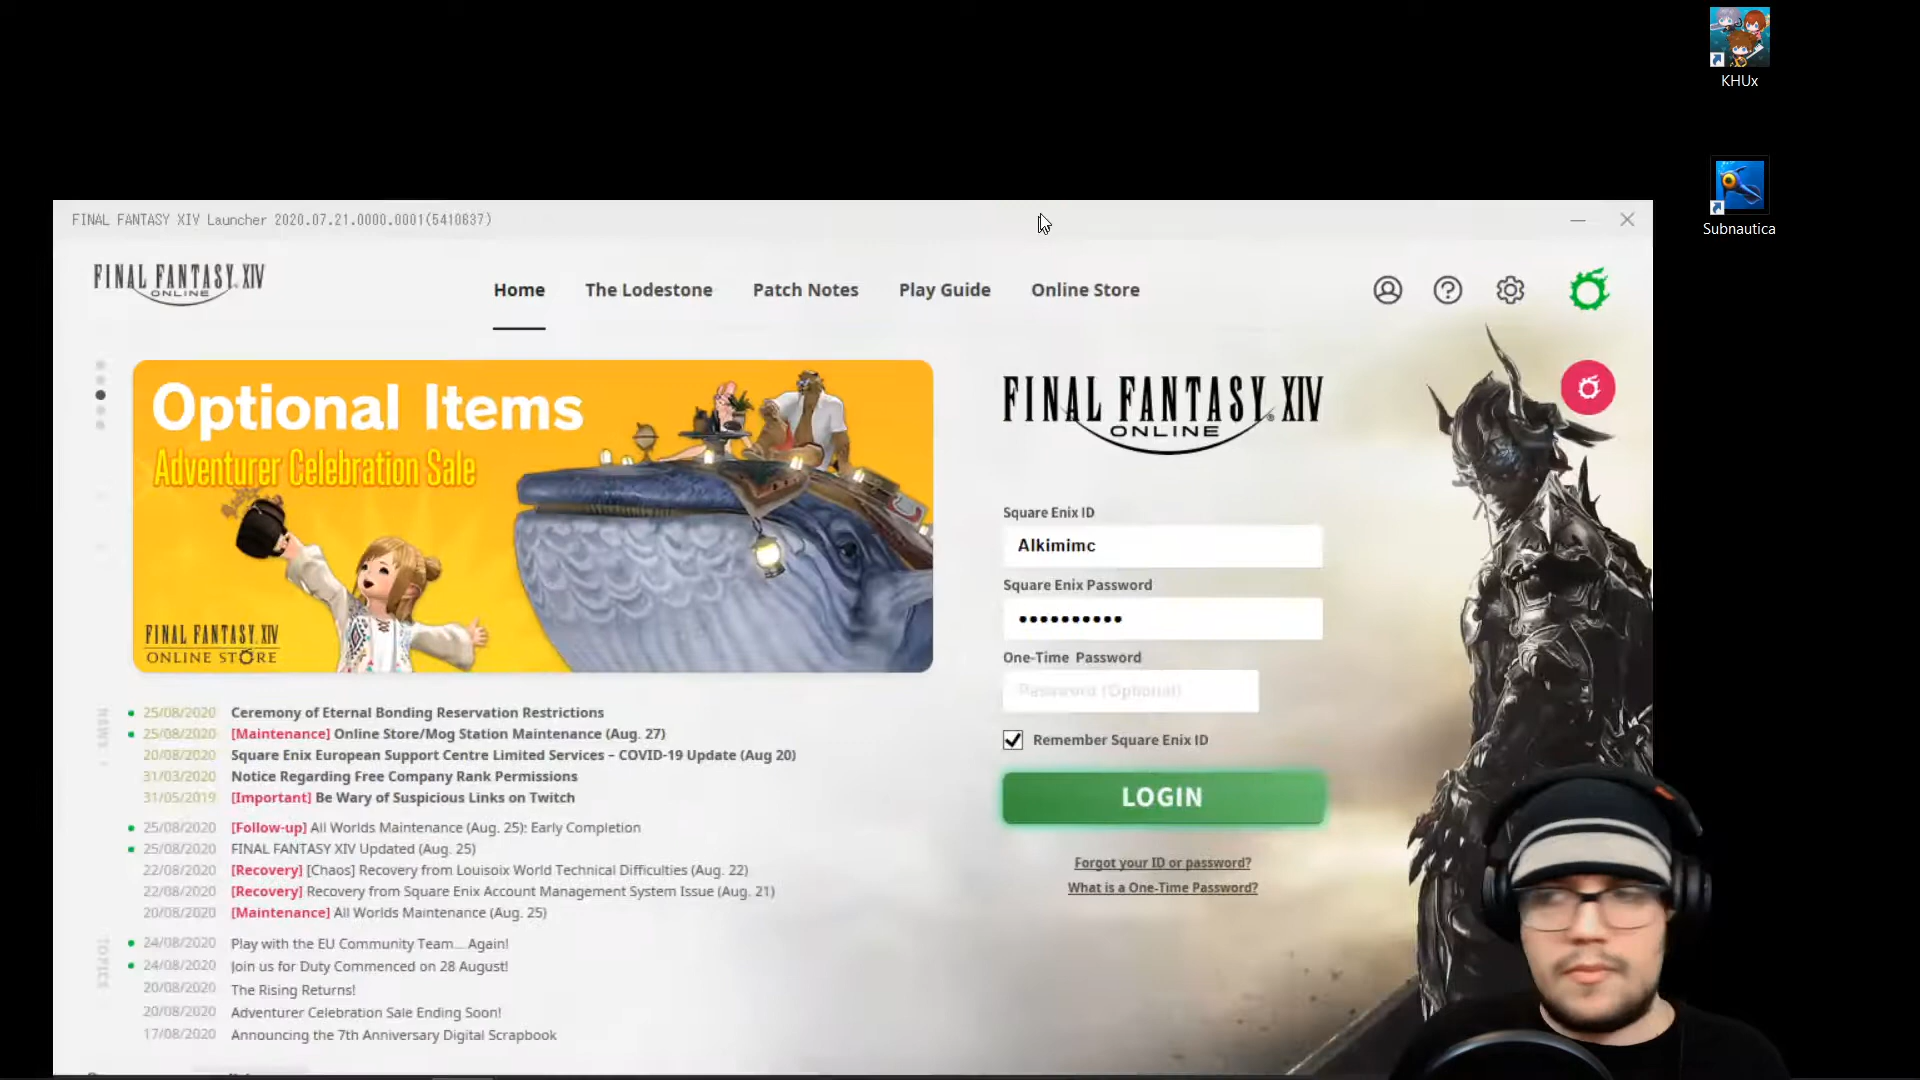 KHUx
Subnautica
FINAL FANTASY XIV Launcher 2020.07.21.0000.0001(5410637)
FINAL FANTASY XIV
ONLINE
Home
The Lodestone
Patch Notes
Play Guide
Online Store
Optional Items
Adventurer Celebration Sale
FINAL FANTASY XIV
ONLINE STORE
FINAL FANTASY XIV
ONLINE
Square Enix ID
Alkimimc
Square Enix Password
One-Time Password
Password (Optional)
Remember Square Enix ID
LOGIN
Forgot your ID or password?
What is a One-Time Password?
NEWS
25/08/2020 Ceremony of Eternal Bonding Reservation Restrictions
25/08/2020 [Maintenance] Online Store/Mog Station Maintenance (Aug. 27)
20/08/2020 Square Enix European Support Centre Limited Services – COVID-19 Update (Aug 20)
31/03/2020 Notice Regarding Free Company Rank Permissions
31/05/2019 [Important] Be Wary of Suspicious Links on Twitch
25/08/2020 [Follow-up] All Worlds Maintenance (Aug. 25): Early Completion
25/08/2020 FINAL FANTASY XIV Updated (Aug. 25)
22/08/2020 [Recovery] [Chaos] Recovery from Louisoix World Technical Difficulties (Aug. 22)
22/08/2020 [Recovery] Recovery from Square Enix Account Management System Issue (Aug. 21)
20/08/2020 [Maintenance] All Worlds Maintenance (Aug. 25)
TOPICS
24/08/2020 Play with the EU Community Team... Again!
24/08/2020 Join us for Duty Commenced on 28 August!
20/08/2020 The Rising Returns!
20/08/2020 Adventurer Celebration Sale Ending Soon!
17/08/2020 Announcing the 7th Anniversary Digital Scrapbook